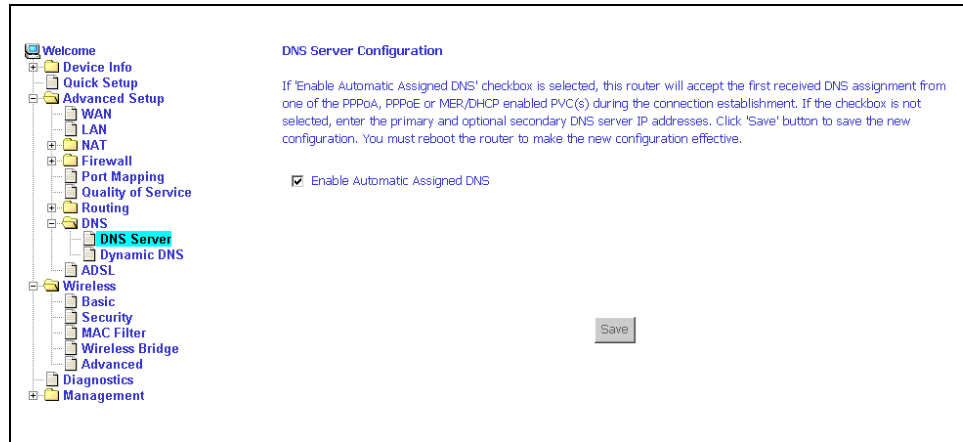 Welcome
Device Info
Quick Setup
Advanced Setup
WAN
LAN
NAT
Firewall
Port Mapping
Quality of Service
Routing
DNS
DNS Server
Dynamic DNS
ADSL
Wireless
Basic
Security
MAC Filter
Wireless Bridge
Advanced
Diagnostics
Management
DNS Server Configuration
If 'Enable Automatic Assigned DNS' checkbox is selected, this router will accept the first received DNS assignment from
one of the PPPoA, PPPoE or MER/DHCP enabled PVC(s) during the connection establishment. If the checkbox is not
selected, enter the primary and optional secondary DNS server IP addresses. Click 'Save' button to save the new
configuration. You must reboot the router to make the new configuration effective.
Enable Automatic Assigned DNS
Save